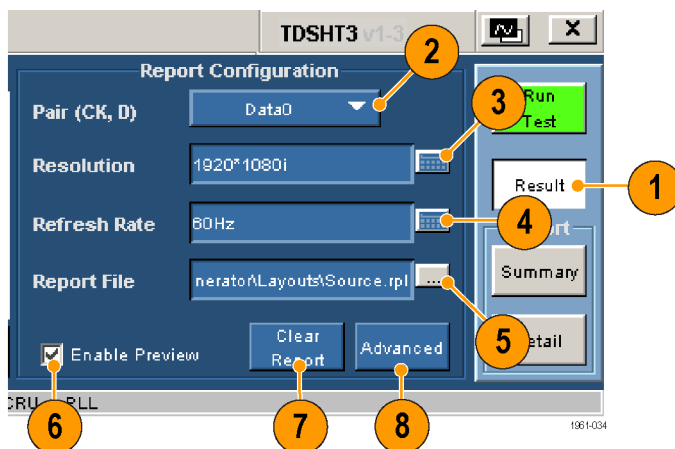 TDSHT3 v1-3
2
Report Configuration
Pair (CK, D)
Data0
Run
Test
3
Resolution
1920*1080i
Result
1
Refresh Rate
60Hz
4
Report File
nerator\Layouts\Source.rpl
...
Summary
5
Enable Preview
Clear
Report
Advanced
6
7
8
PLL
1961-034